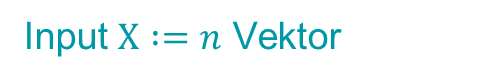 Input X := n Vektor